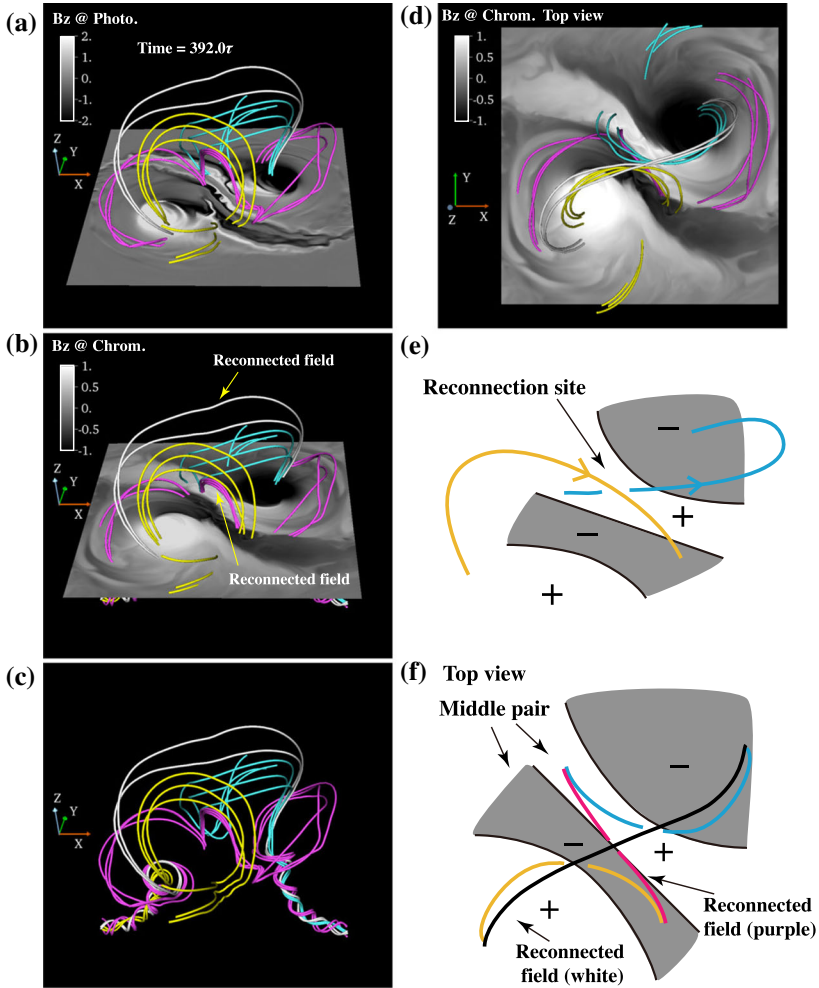 (a)
Bz @ Photo.
2.
1.
0.
-1.
-2.
Time = 392.0τ
Z
Y
X
(b)
Bz @ Chrom.
1.
0.5
0.
-0.5
-1.
Reconnected field
Z
Y
X
Reconnected field
(c)
Z
Y
X
(d)
Bz @ Chrom. Top view
1.
0.5
0.
-0.5
-1.
Y
Z
X
(e)
Reconnection site
−
+
−
+
(f) Top view
Middle pair
−
−
+
+
Reconnected
field (purple)
Reconnected
field (white)